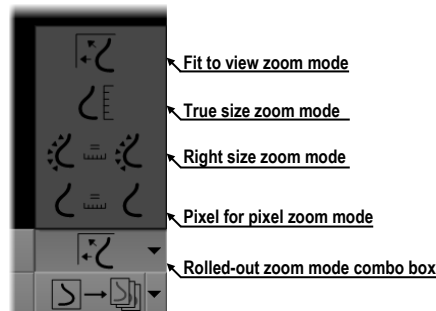 Fit to view zoom mode
True size zoom mode
Right size zoom mode
Pixel for pixel zoom mode
Rolled-out zoom mode combo box